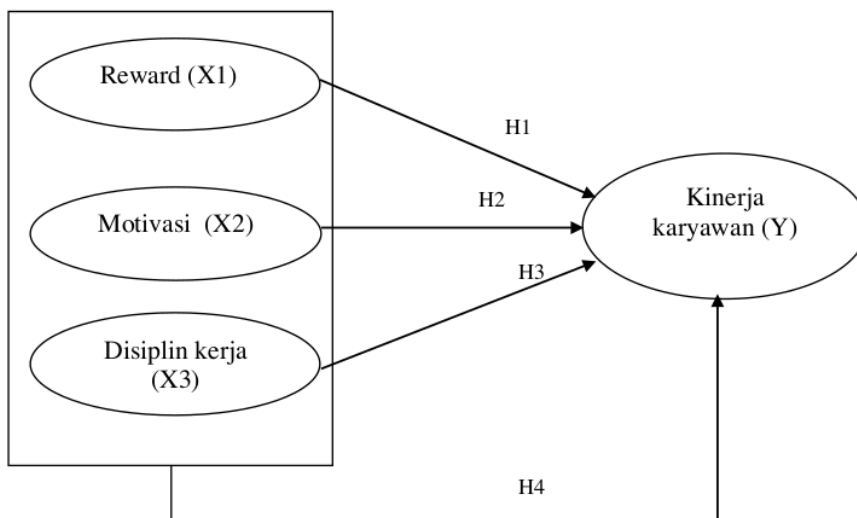 Reward (X1)
H1
Motivasi (X2)
H2
Kinerja
karyawan (Y)
H3
Disiplin kerja
(X3)
H4